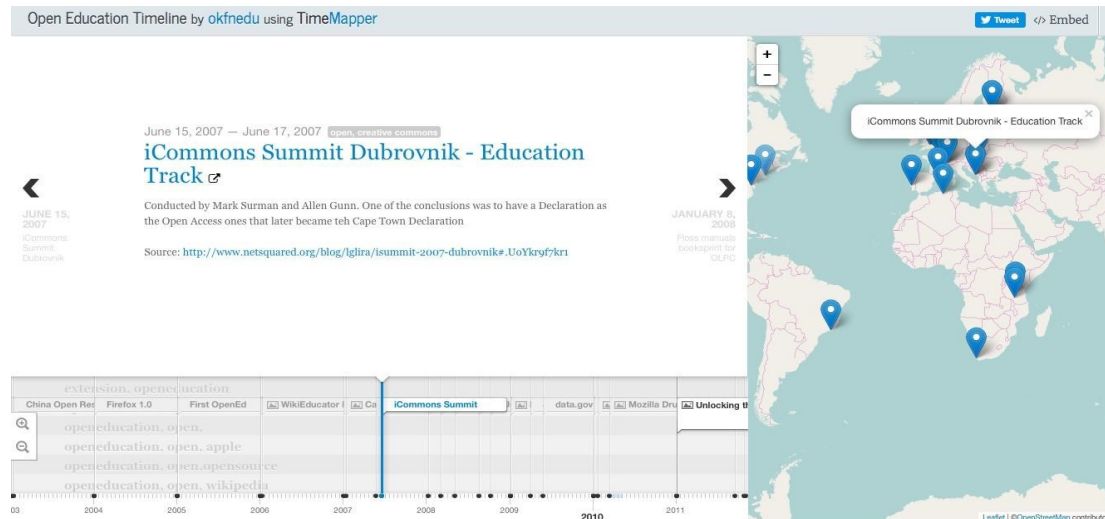 Open Education Timeline by okfnedu using TimeMapper
Tweet
</> Embed
+
−
iCommons Summit Dubrovnik - Education Track
×
June 15, 2007 — June 17, 2007 open, creative commons
iCommons Summit Dubrovnik - Education
Track
Conducted by Mark Surman and Allen Gunn. One of the conclusions was to have a Declaration as
the Open Access ones that later became teh Cape Town Declaration
Source: http://www.netsquared.org/blog/lglira/isummit-2007-dubrovnik#.UoYkr9f7kr1
JUNE 15,
2007
iCommons
Summit
Dubrovnik
JANUARY 8,
2008
Floss manuals
booksprint for
OLPC
extension, openeducation
China Open Res
Firefox 1.0
First OpenEd
WikiEducator
Ca
iCommons Summit
data.gov
Mozilla Dru
Unlocking th
openeducation, open,
openeducation, open, apple
openeducation, open,opensource
openeducation, open, wikipedia
03 2004 2005 2006 2007 2008 2009 2010 2011
Leaflet | ©OpenStreetMap contributo